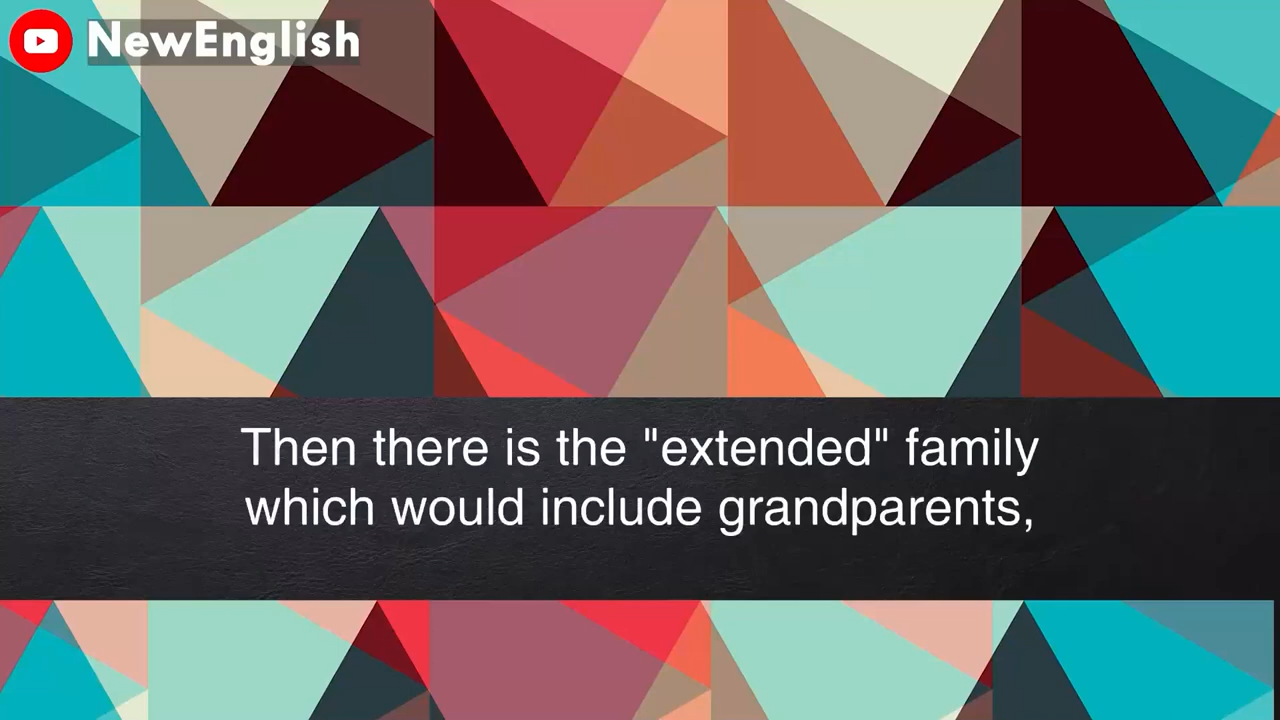 NewEnglish
Then there is the "extended" family
which would include grandparents,